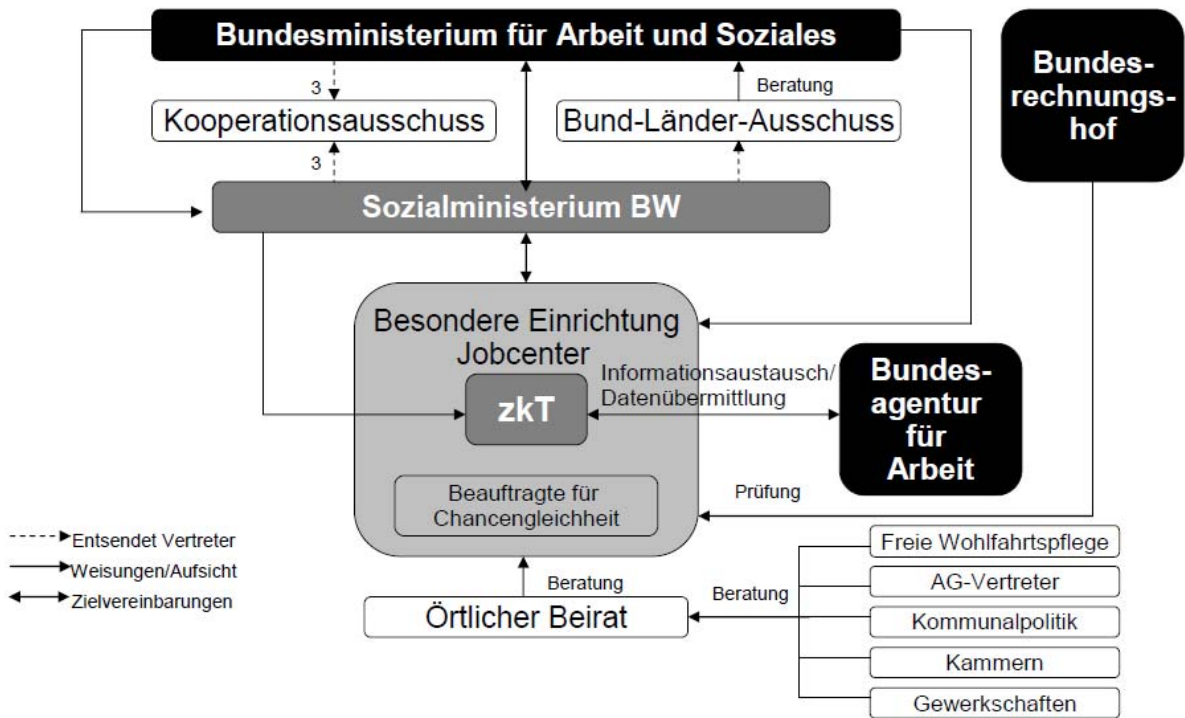 Bundesministerium für Arbeit und Soziales
Bundes-
rechnungs-
hof
3
Beratung
Kooperationsausschuss
Bund-Länder-Ausschuss
3
Sozialministerium BW
Besondere Einrichtung
Jobcenter
zkT
Informationsaustausch/
Datenübermittlung
Bundes-
agentur
für
Arbeit
Beauftragte für
Chancengleichheit
Prüfung
Entsendet Vertreter
Weisungen/Aufsicht
Zielvereinbarungen
Beratung
Örtlicher Beirat
Beratung
Freie Wohlfahrtspflege
AG-Vertreter
Kommunalpolitik
Kammern
Gewerkschaften